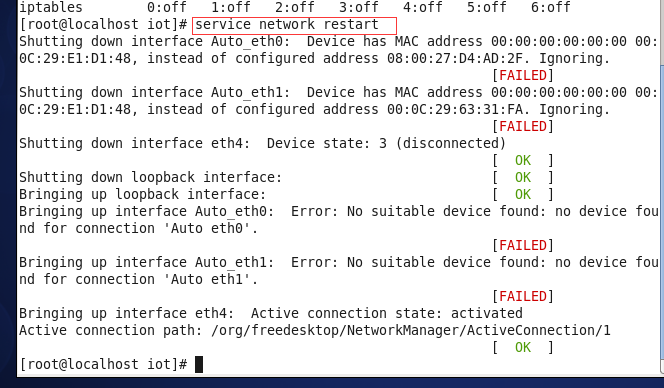 iptables 0:off 1:off 2:off 3:off 4:off 5:off 6:off
[root@localhost iot]# service network restart
Shutting down interface Auto_eth0:  Device has MAC address 00:00:00:00:00:00 00:
0C:29:E1:D1:48, instead of configured address 08:00:27:D4:AD:2F. Ignoring.
[FAILED]
Shutting down interface Auto_eth1:  Device has MAC address 00:00:00:00:00:00 00:
0C:29:E1:D1:48, instead of configured address 00:0C:29:63:31:FA. Ignoring.
[FAILED]
Shutting down interface eth4:  Device state: 3 (disconnected)
[  OK  ]
Shutting down loopback interface: [  OK  ]
Bringing up loopback interface: [  OK  ]
Bringing up interface Auto_eth0:  Error: No suitable device found: no device fou
nd for connection 'Auto eth0'.
[FAILED]
Bringing up interface Auto_eth1:  Error: No suitable device found: no device fou
nd for connection 'Auto eth1'.
[FAILED]
Bringing up interface eth4:  Active connection state: activated
Active connection path: /org/freedesktop/NetworkManager/ActiveConnection/1
[  OK  ]
[root@localhost iot]#